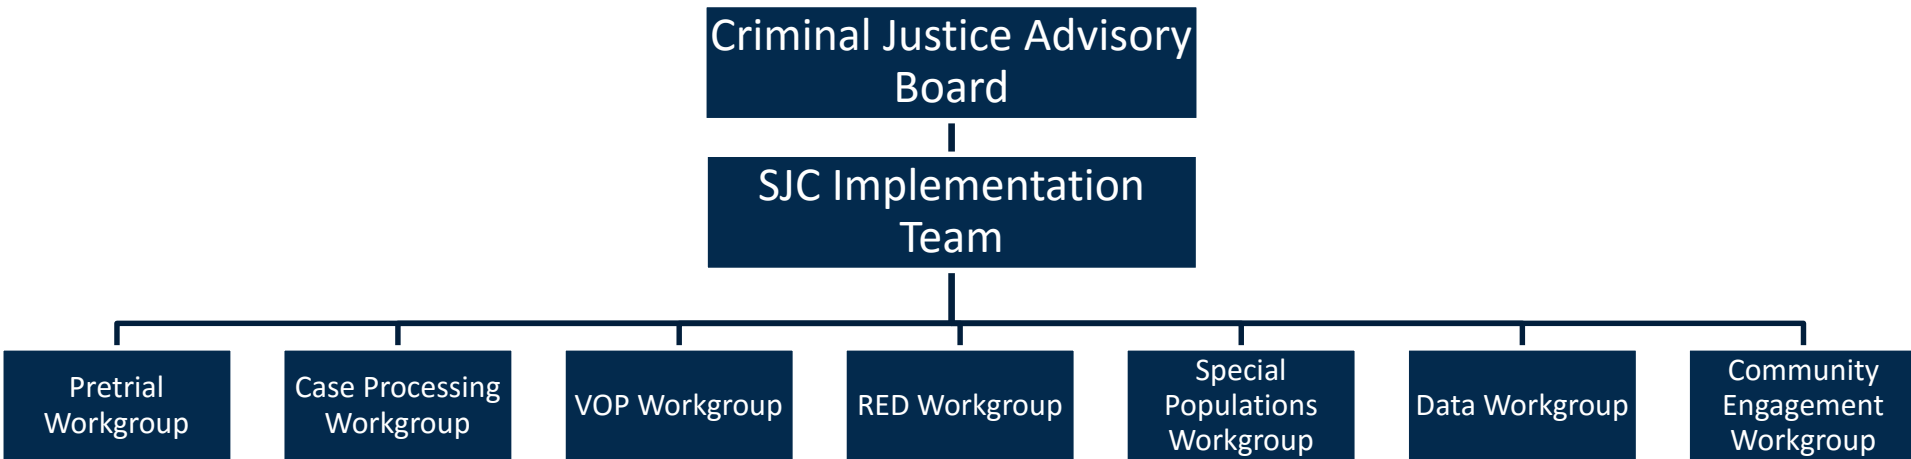 Criminal Justice Advisory
Board
SJC Implementation
Team
Pretrial
Workgroup
Case Processing
Workgroup
VOP Workgroup
RED Workgroup
Special
Populations
Workgroup
Data Workgroup
Community
Engagement
Workgroup